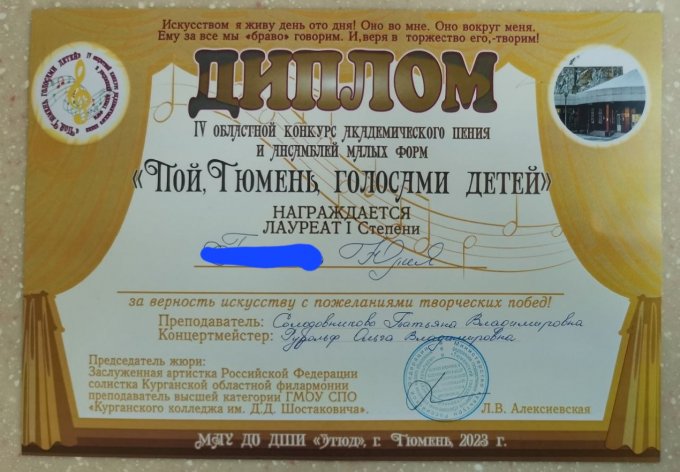 Искусством я живу день ото дня! Оно во мне. Оно вокруг меня,
Ему за все мы «браво» говорим. И,веря в торжество его,-творим!
ДИПЛОМ
IV ОБЛАСТНОЙ КОНКУРС АКАДЕМИЧЕСКОГО ПЕНИЯ
И АНСАМБЛЕЙ МАЛЫХ ФОРМ
«ПОЙ, ТЮМЕНЬ, ГОЛОСАМИ ДЕТЕЙ»
НАГРАЖДАЕТСЯ
ЛАУРЕАТ I Степени
Юрий
за верность искусству с пожеланиями творческих побед!
Преподаватель: Солодовникова Татьяна Владимировна
Концертмейстер: Ольга Владимировна
Председатель жюри:
Заслуженная артистка Российской Федерации
солистка Курганской областной филармонии
преподаватель высшей категории ГМОУ СПО
«Курганского колледжа им. Д.Д. Шостаковича».
Л.В. Алексиевская
МАУ ДО ДШИ «Этюд», г. Тюмень, 2023 г.